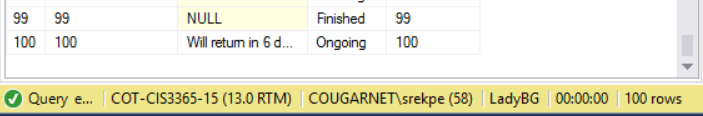 99 99 NULL Finished 99
100 100 Will return in 6 d... Ongoing 100
Query e... COT-CIS3365-15 (13.0 RTM) COUGARNET\srekpe (58) LadyBG 00:00:00 100 rows